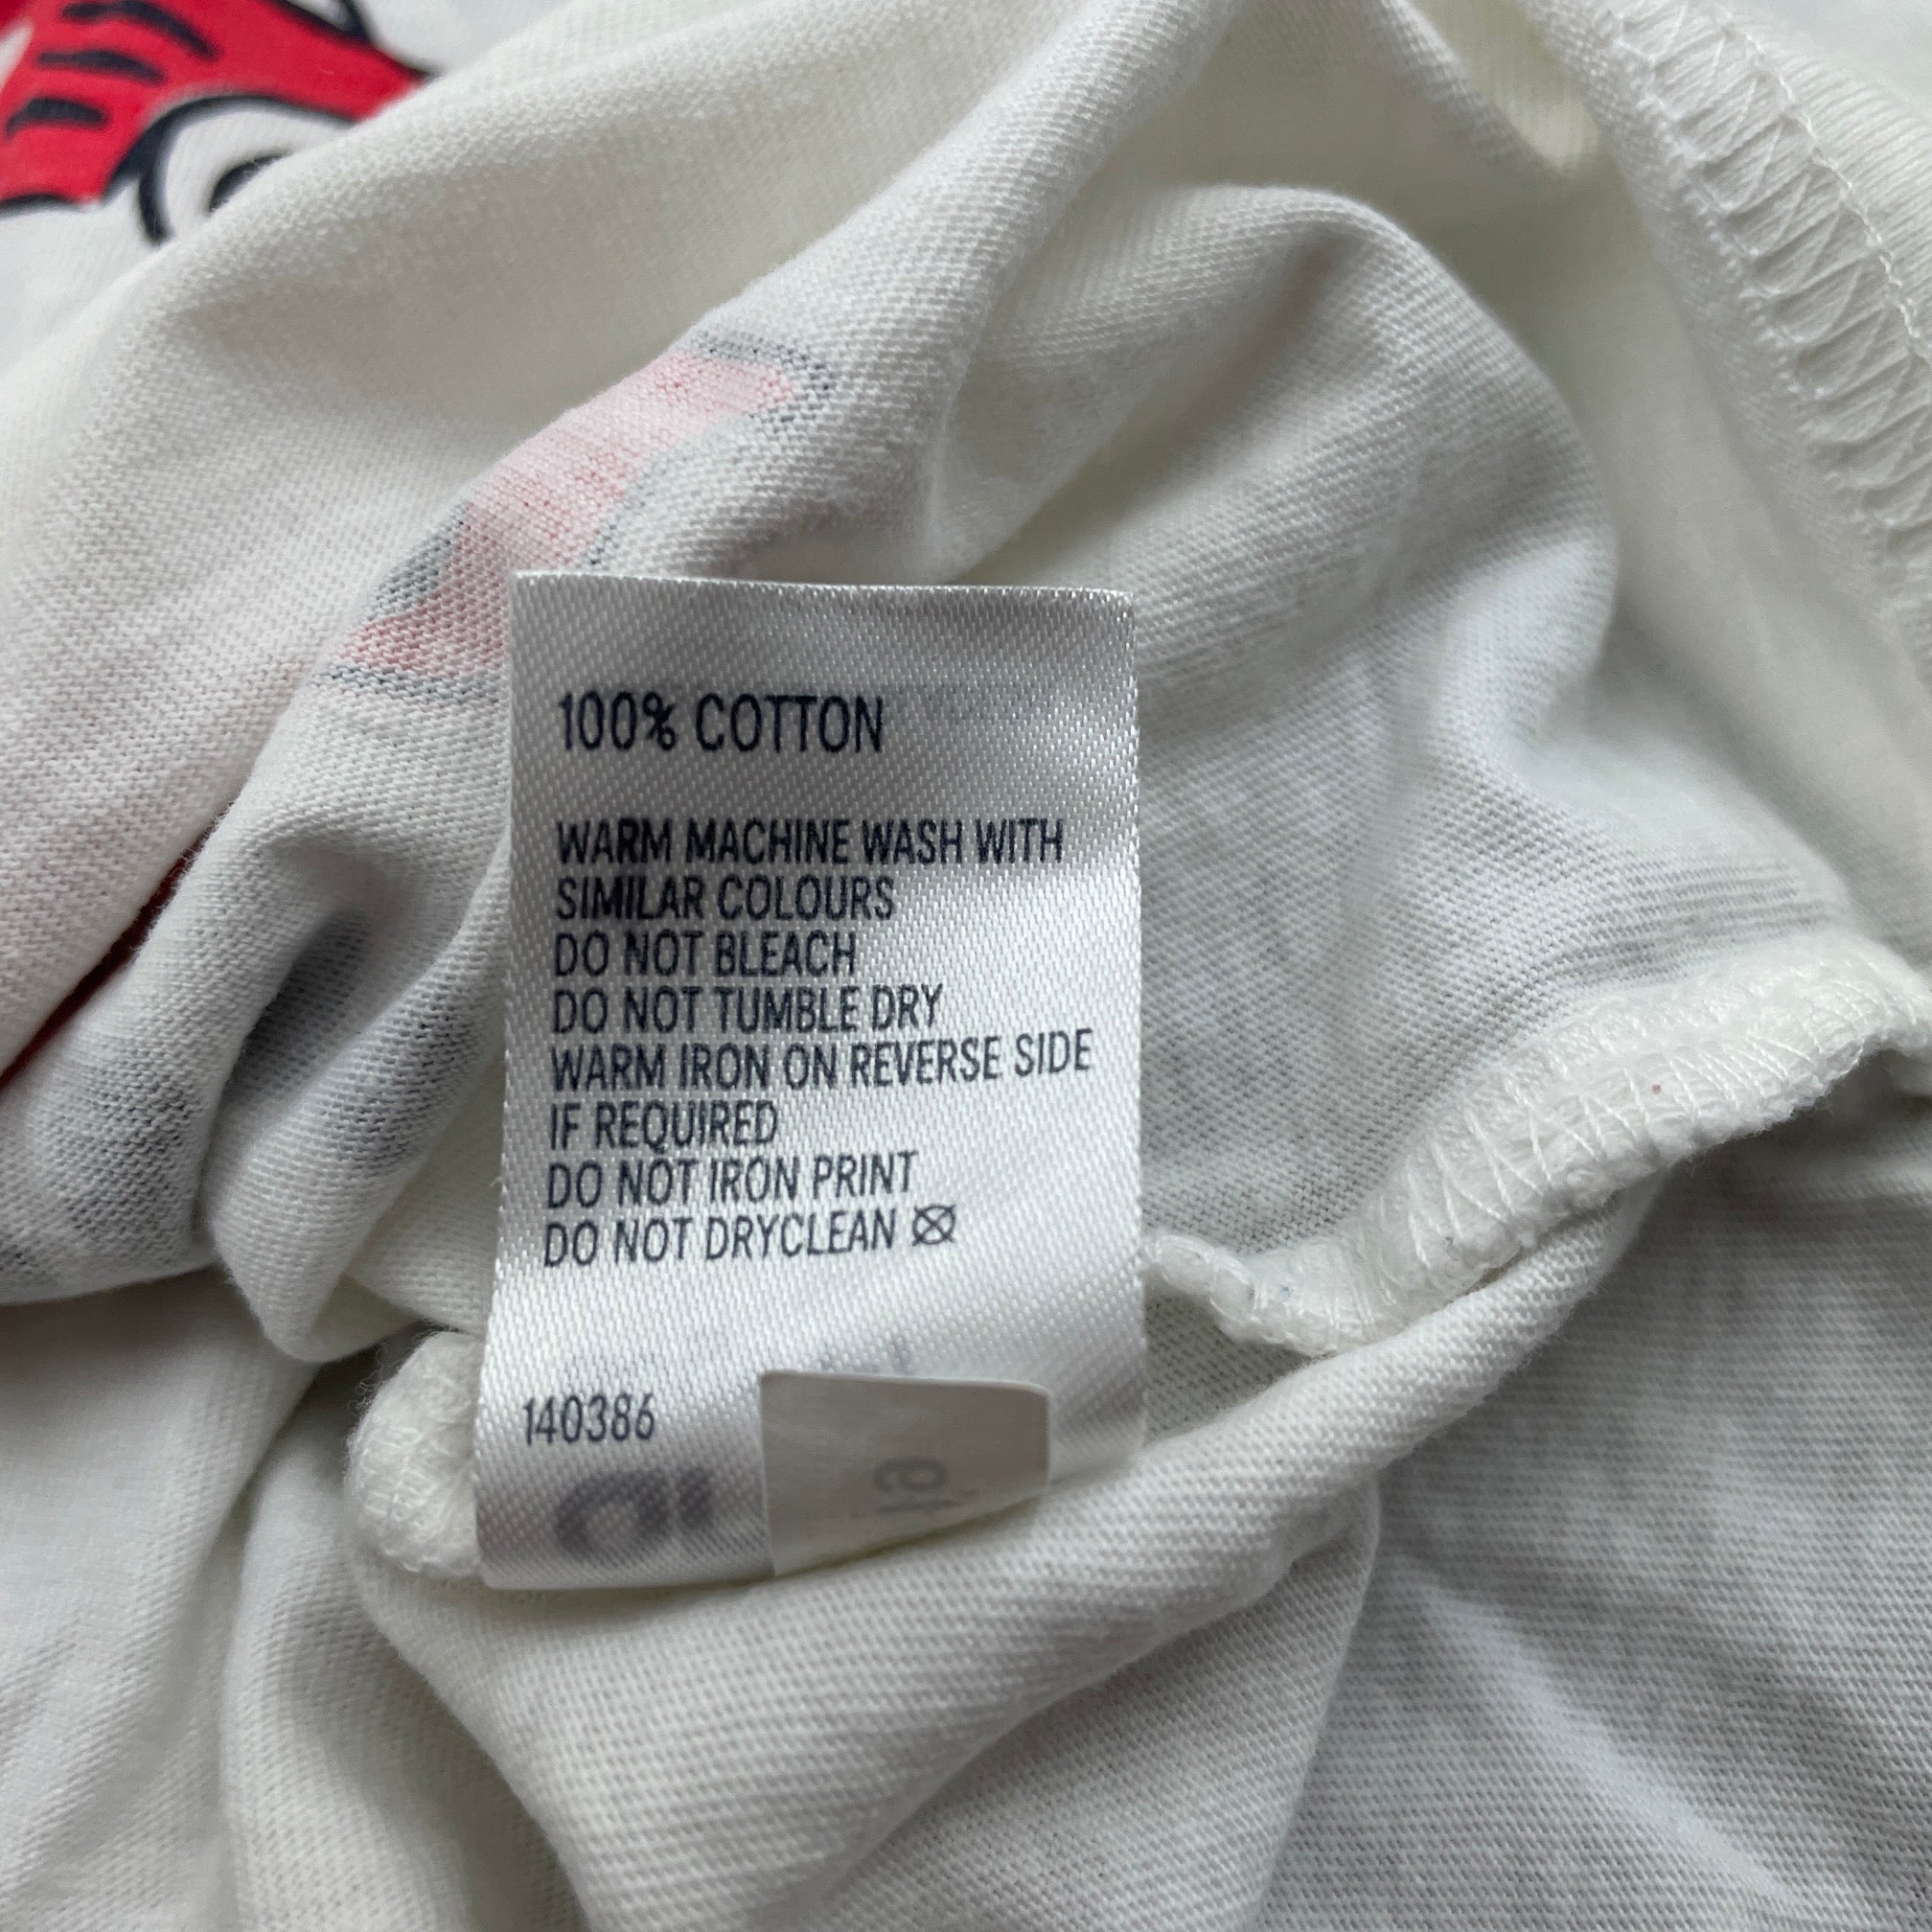 100% COTTON
WARM MACHINE WASH WITH
SIMILAR COLOURS
DO NOT BLEACH
DO NOT TUMBLE DRY
WARM IRON ON REVERSE SIDE
IF REQUIRED
DO NOT IRON PRINT
DO NOT DRYCLEAN
140386